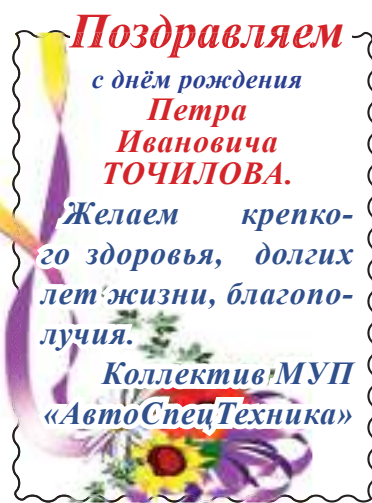 Поздравляем
с днём рождения
Петра
Ивановича
ТОЧИЛОВА.
Желаем крепко-
го здоровья, долгих
лет жизни, благопо-
лучия.
Коллектив МУП
«АвтоСпецТехника»